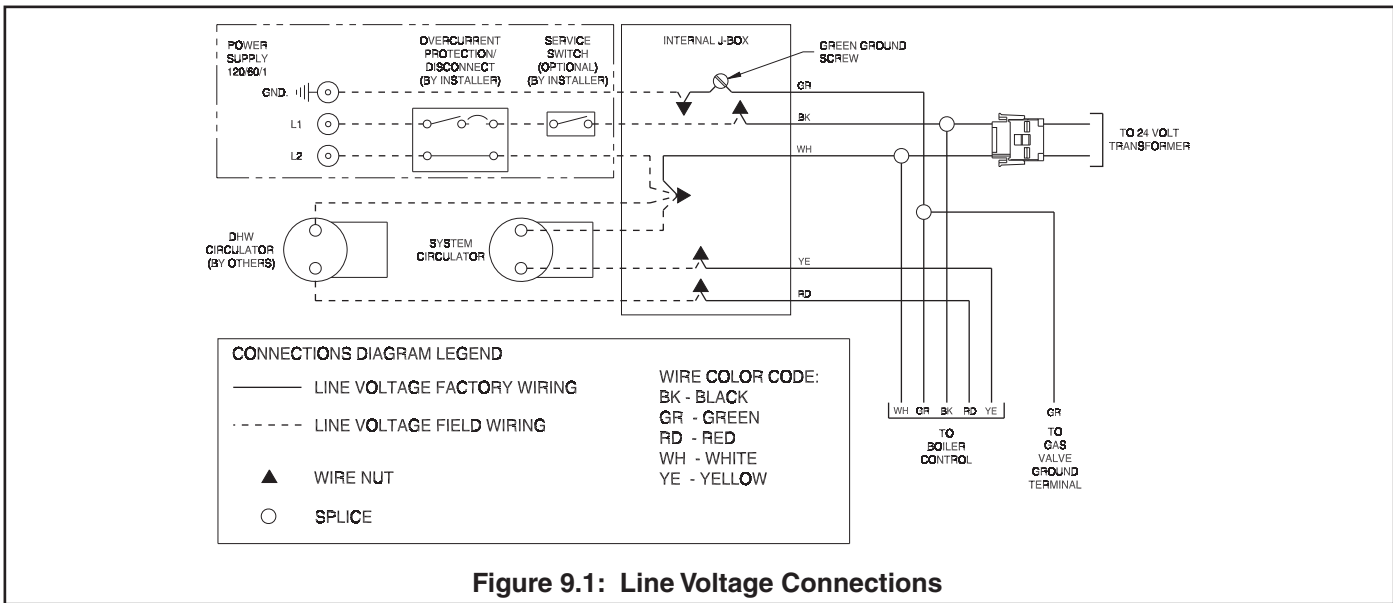 POWER
SUPPLY
120/60/1
OVERCURRENT
PROTECTION/
DISCONNECT
(BY INSTALLER)
SERVICE
SWITCH
(OPTIONAL)
(BY INSTALLER)
INTERNAL J-BOX
GREEN GROUND
SCREW
GND.
L1
L2
GR
BK
WH
TO 24 VOLT
TRANSFORMER
DHW
CIRCULATOR
(BY OTHERS)
SYSTEM
CIRCULATOR
YE
RD
CONNECTIONS DIAGRAM LEGEND
LINE VOLTAGE FACTORY WIRING
LINE VOLTAGE FIELD WIRING
WIRE NUT
SPLICE
WIRE COLOR CODE:
BK - BLACK
GR - GREEN
RD - RED
WH - WHITE
YE - YELLOW
WH GR BK RD YE
TO
BOILER
CONTROL
GR
TO
GAS
VALVE
GROUND
TERMINAL
Figure 9.1: Line Voltage Connections